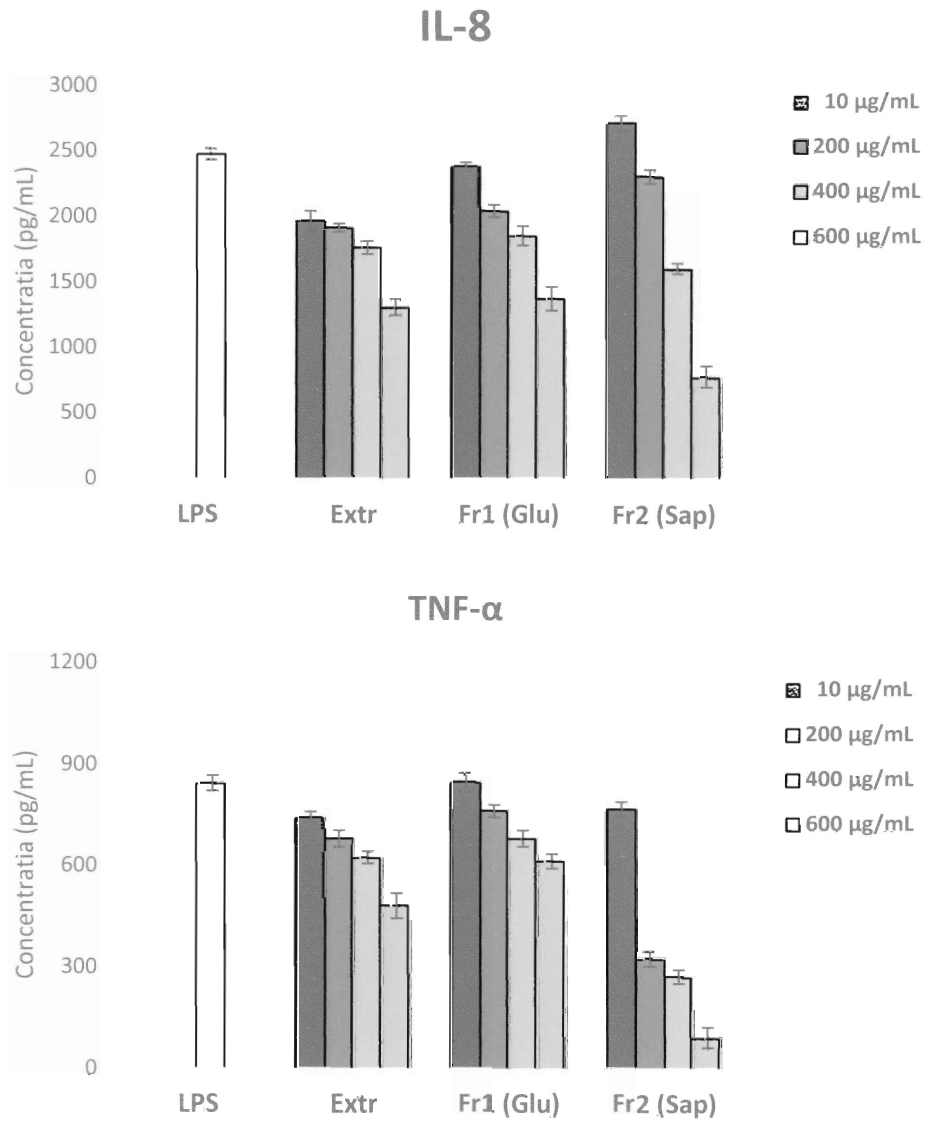 IL-8
3000
2500
2000
1500
1000
500
0
Concentratia (pg/mL)
LPS Extr Fr1 (Glu) Fr2 (Sap)
10 µg/mL
200 µg/mL
400 µg/mL
600 µg/mL
TNF-α
1200
900
600
300
0
Concentratia (pg/mL)
LPS Extr Fr1 (Glu) Fr2 (Sap)
10 µg/mL
200 µg/mL
400 µg/mL
600 µg/mL